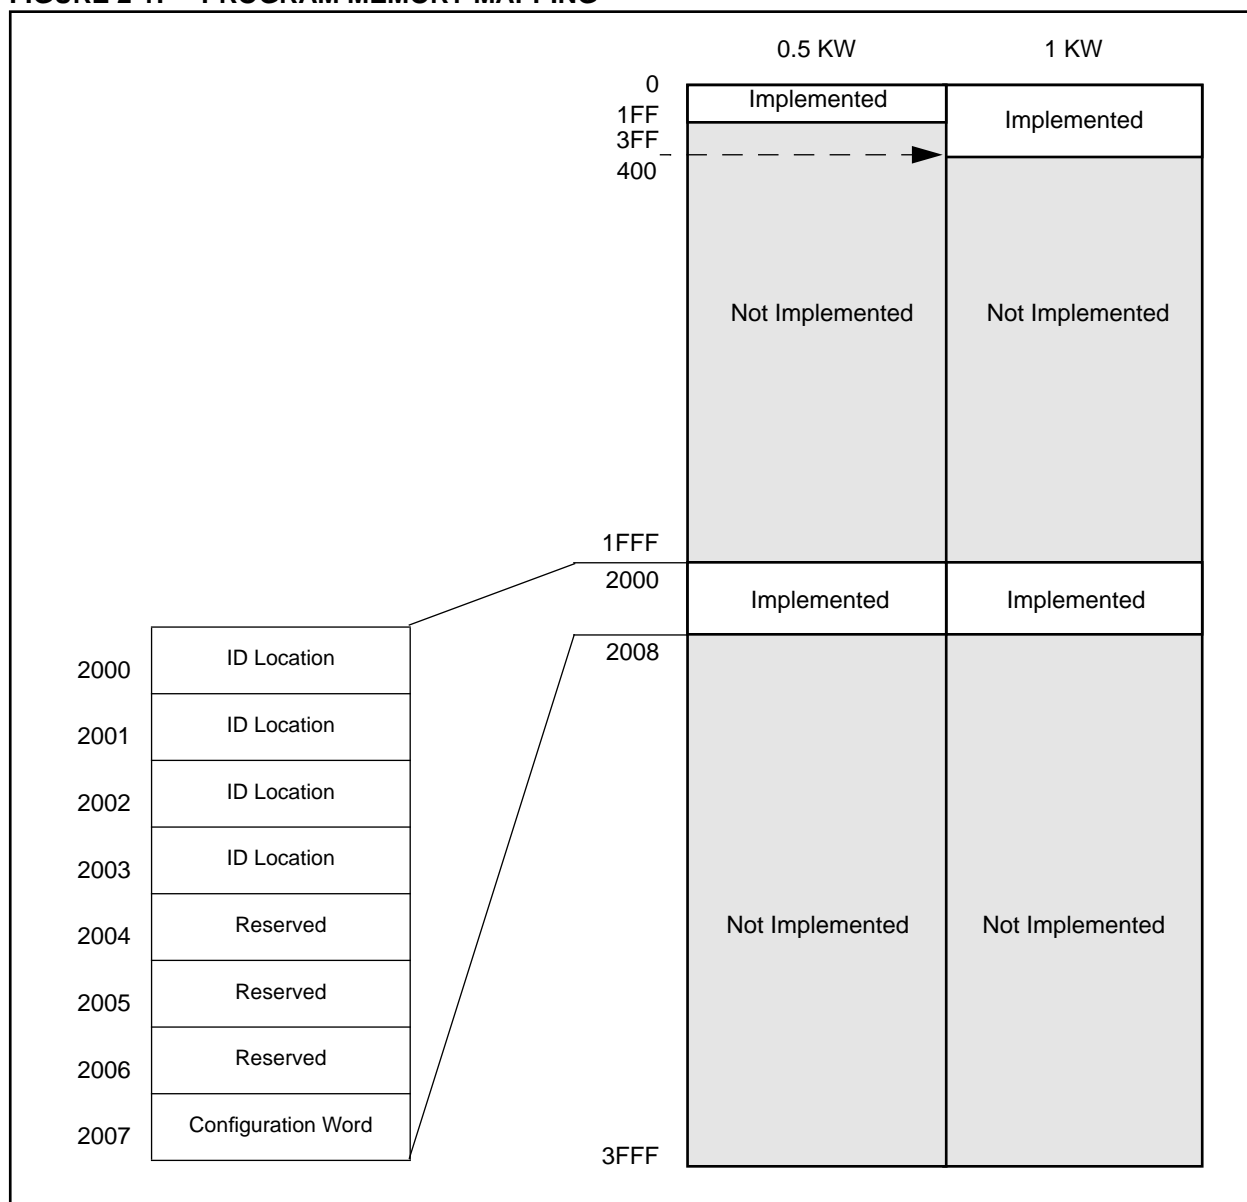 FIGURE 2-1: PROGRAM MEMORY MAPPING
0.5 KW
1 KW
0
1FF
3FF
400
Implemented
Implemented
Not Implemented
Not Implemented
1FFF
2000
2008
Implemented
Implemented
2000
ID Location
2001
ID Location
2002
ID Location
2003
ID Location
2004
Reserved
2005
Reserved
2006
Reserved
2007
Configuration Word
Not Implemented
Not Implemented
3FFF